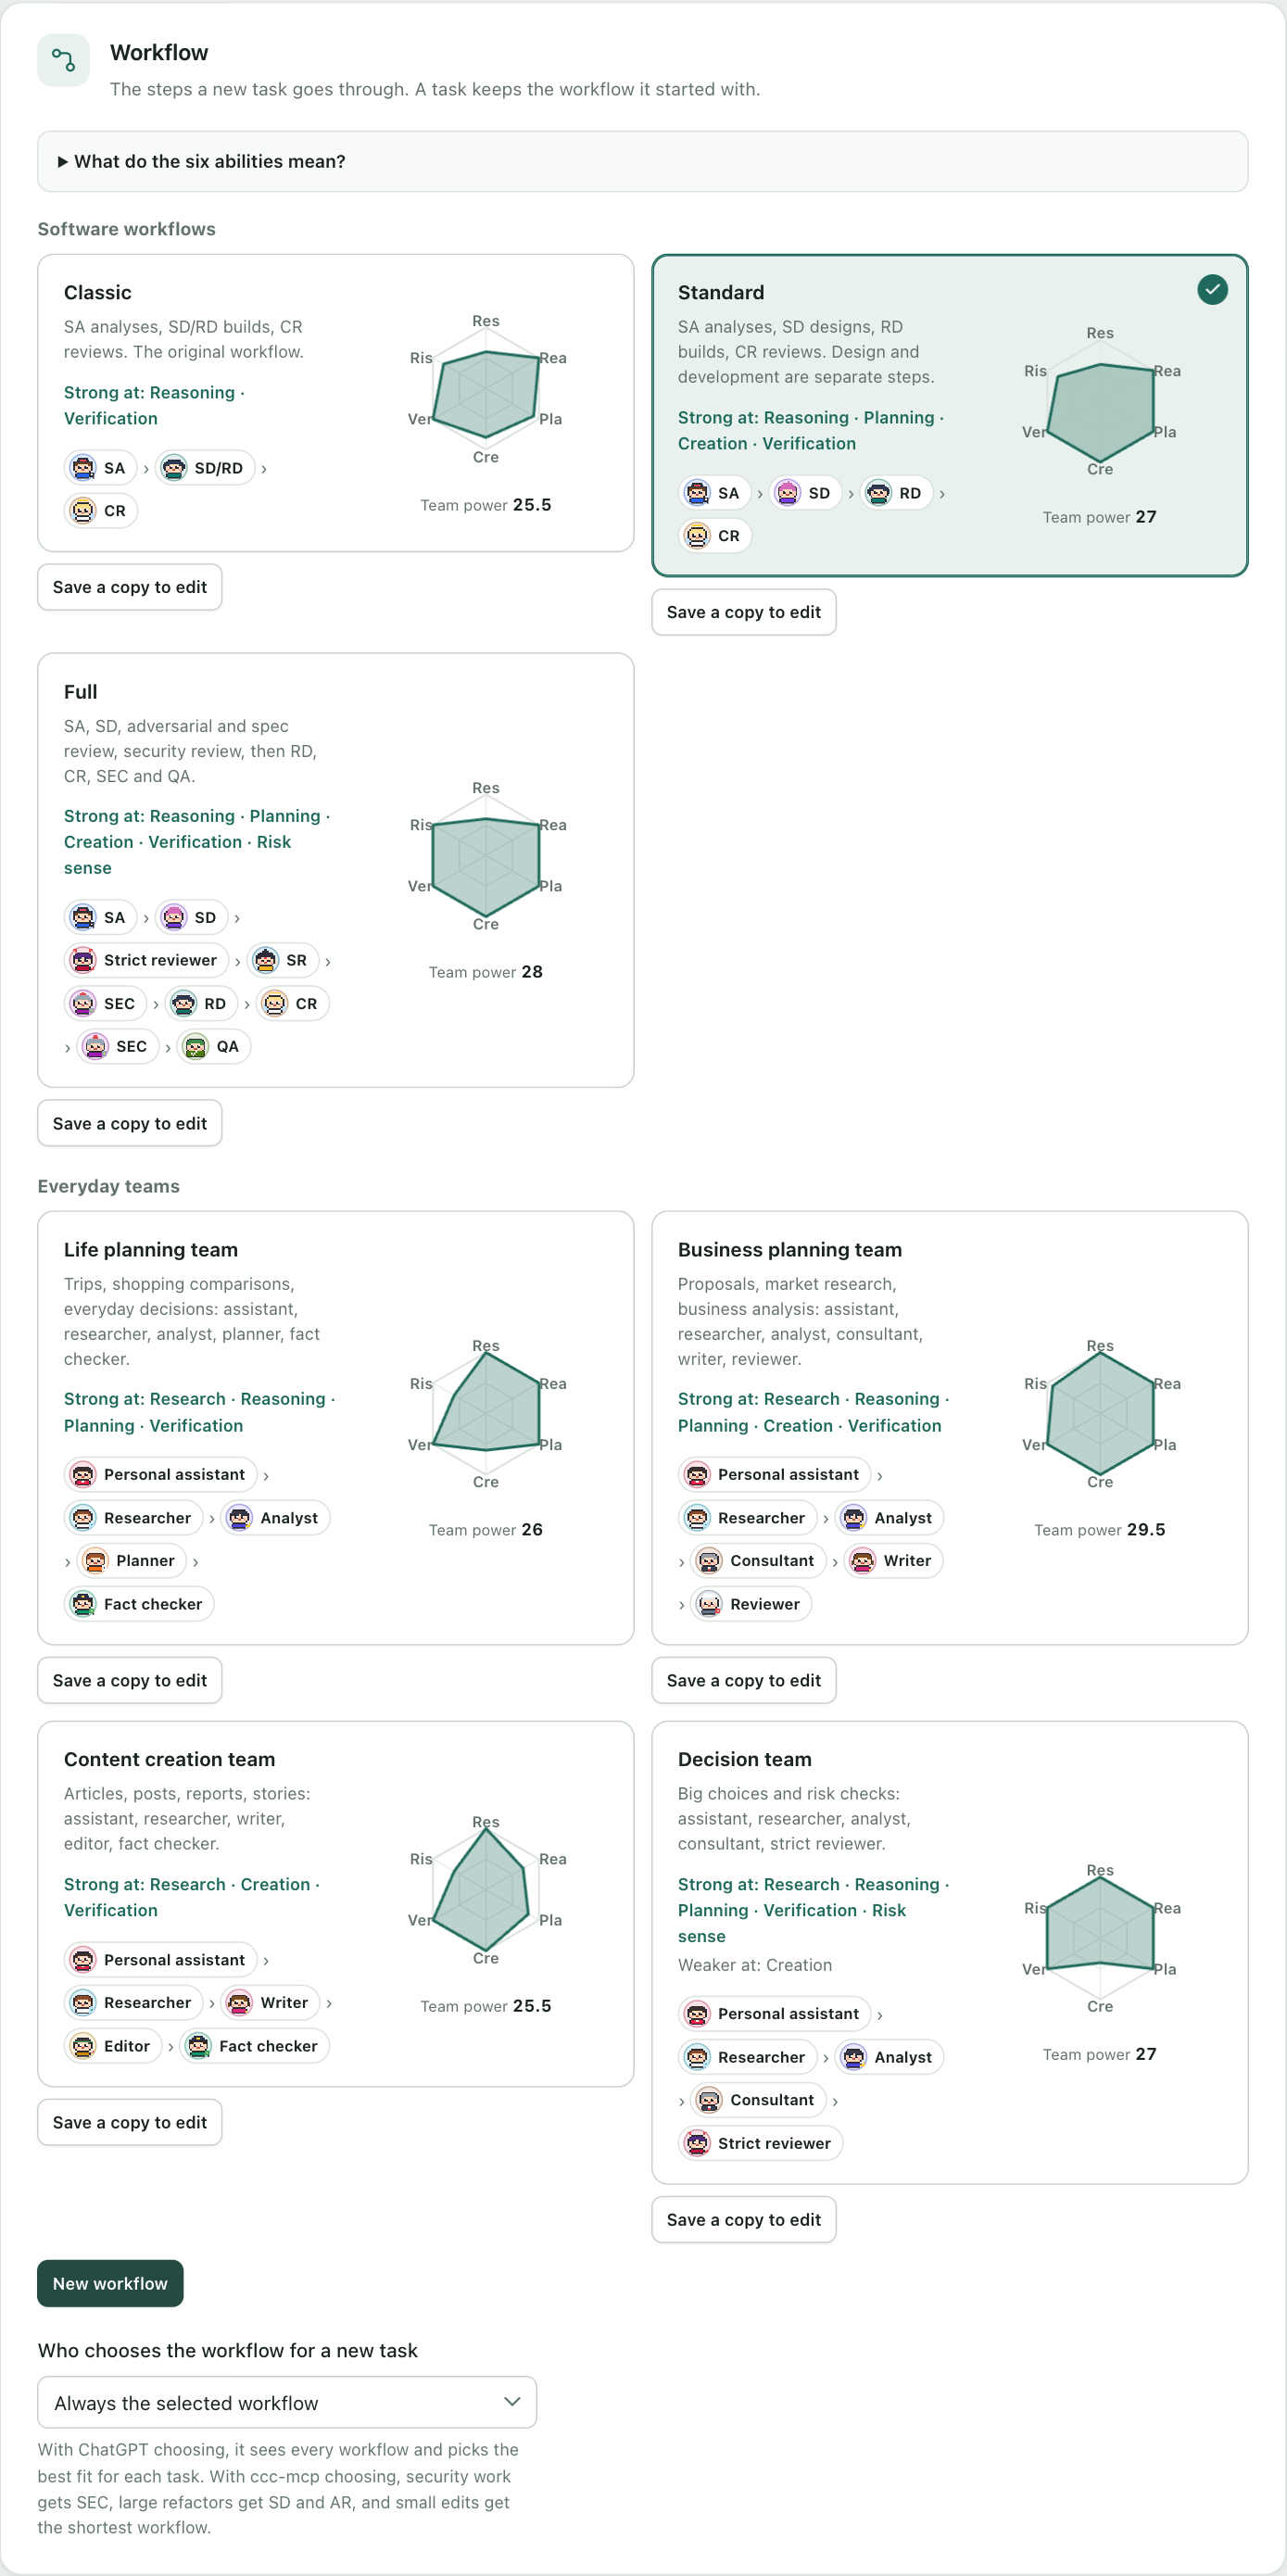 Workflow
The steps a new task goes through. A task keeps the workflow it started with.
▶ What do the six abilities mean?
Software workflows
Classic
SA analyses, SD/RD builds, CR
reviews. The original workflow.
Strong at: Reasoning ·
Verification
SA › SD/RD ›
CR
Res
Ris Rea
Ver Pla
Cre
Team power 25.5
Save a copy to edit
Standard
SA analyses, SD designs, RD
builds, CR reviews. Design and
development are separate steps.
Strong at: Reasoning · Planning ·
Creation · Verification
SA › SD › RD ›
CR
Res
Ris Rea
Ver Pla
Cre
Team power 27
Save a copy to edit
Full
SA, SD, adversarial and spec
review, security review, then RD,
CR, SEC and QA.
Strong at: Reasoning · Planning ·
Creation · Verification · Risk
sense
SA › SD ›
Strict reviewer › SR ›
SEC › RD › CR
› SEC › QA
Res
Ris Rea
Ver Pla
Cre
Team power 28
Save a copy to edit
Everyday teams
Life planning team
Trips, shopping comparisons,
everyday decisions: assistant,
researcher, analyst, planner, fact
checker.
Strong at: Research · Reasoning ·
Planning · Verification
Personal assistant ›
Researcher › Analyst
› Planner ›
Fact checker
Res
Ris Rea
Ver Pla
Cre
Team power 26
Save a copy to edit
Business planning team
Proposals, market research,
business analysis: assistant,
researcher, analyst, consultant,
writer, reviewer.
Strong at: Research · Reasoning ·
Planning · Creation · Verification
Personal assistant ›
Researcher › Analyst
› Consultant › Writer
› Reviewer
Res
Ris Rea
Ver Pla
Cre
Team power 29.5
Save a copy to edit
Content creation team
Articles, posts, reports, stories:
assistant, researcher, writer,
editor, fact checker.
Strong at: Research · Creation ·
Verification
Personal assistant ›
Researcher › Writer ›
Editor › Fact checker
Res
Ris Rea
Ver Pla
Cre
Team power 25.5
Save a copy to edit
Decision team
Big choices and risk checks:
assistant, researcher, analyst,
consultant, strict reviewer.
Strong at: Research · Reasoning ·
Planning · Verification · Risk
sense
Weaker at: Creation
Personal assistant ›
Researcher › Analyst
› Consultant ›
Strict reviewer
Res
Ris Rea
Ver Pla
Cre
Team power 27
Save a copy to edit
New workflow
Who chooses the workflow for a new task
Always the selected workflow
With ChatGPT choosing, it sees every workflow and picks the
best fit for each task. With ccc-mcp choosing, security work
gets SEC, large refactors get SD and AR, and small edits get
the shortest workflow.